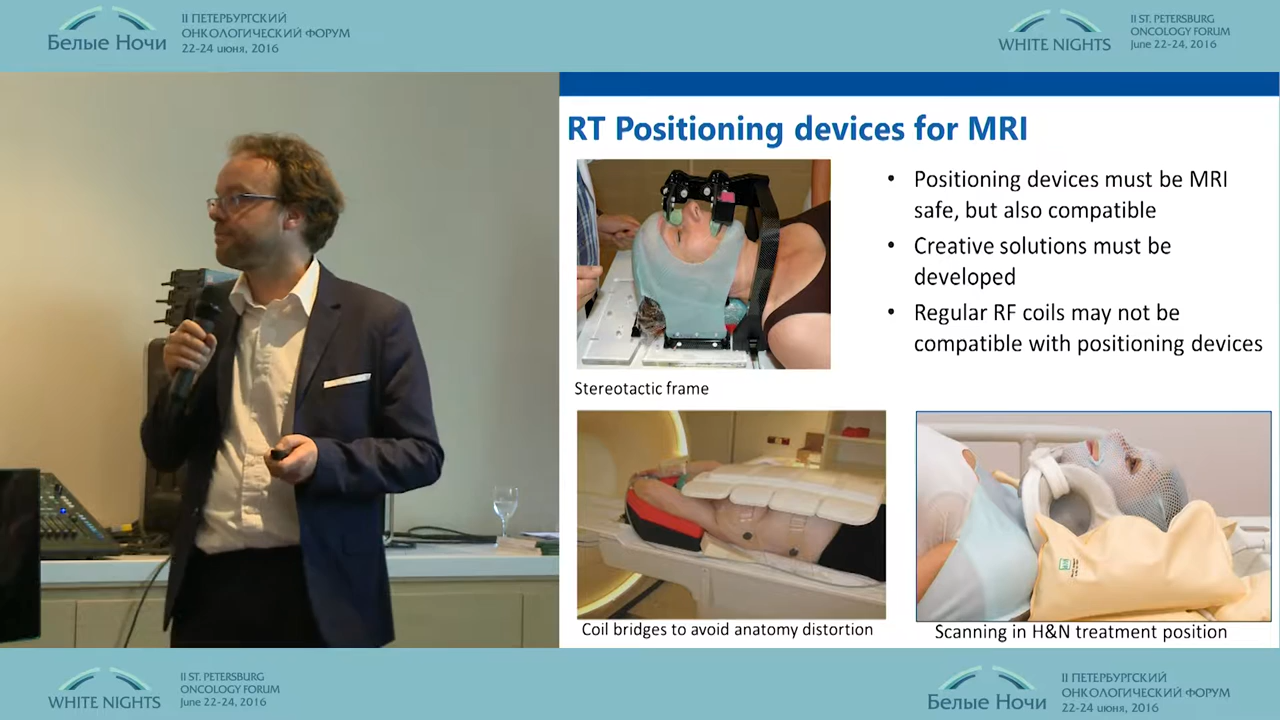 Белые Ночи
II ПЕТЕРБУРГСКИЙ
ОНКОЛОГИЧЕСКИЙ ФОРУМ
22-24 июня, 2016
WHITE NIGHTS
II ST. PETERSBURG
ONCOLOGY FORUM
June 22-24, 2016
RT Positioning devices for MRI
• Positioning devices must be MRI
safe, but also compatible
• Creative solutions must be
developed
• Regular RF coils may not be
compatible with positioning devices
Stereotactic frame
Coil bridges to avoid anatomy distortion
Scanning in H&N treatment position
WHITE NIGHTS
II ST. PETERSBURG
ONCOLOGY FORUM
June 22-24, 2016
Белые Ночи
II ПЕТЕРБУРГСКИЙ
ОНКОЛОГИЧЕСКИЙ ФОРУМ
22-24 июня, 2016